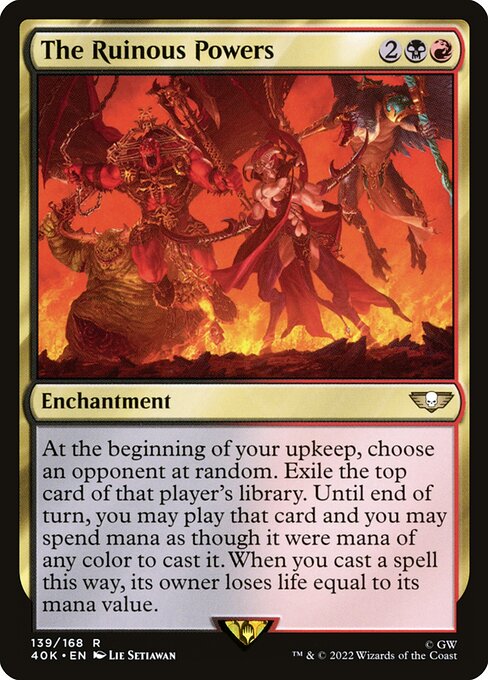 The Ruinous Powers 2
Enchantment
At the beginning of your upkeep, choose
an opponent at random. Exile the top
card of that player's library. Until end of
turn, you may play that card and you may
spend mana as though it were mana of
any color to cast it. When you cast a spell
this way, its owner loses life equal to its
mana value.
139/168 R
40K • EN Lie Setiawan
© GW
™ & © 2022 Wizards of the Coast